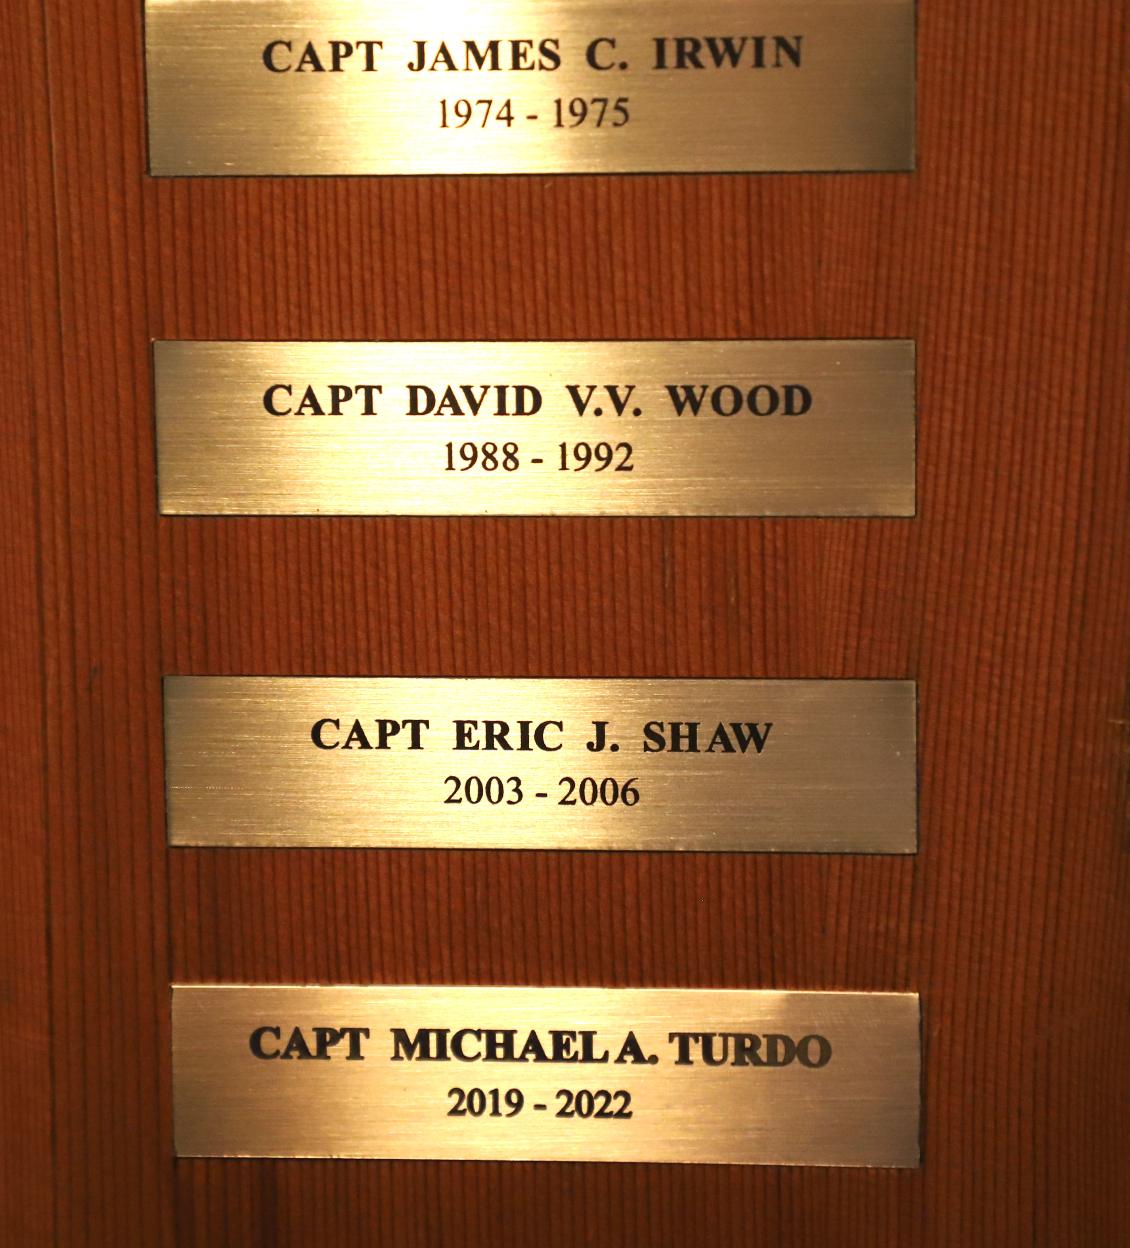 CAPT JAMES C. IRWIN
1974 - 1975
CAPT DAVID V.V. WOOD
1988 - 1992
CAPT ERIC J. SHAW
2003 - 2006
CAPT MICHAEL A. TURDO
2019 - 2022